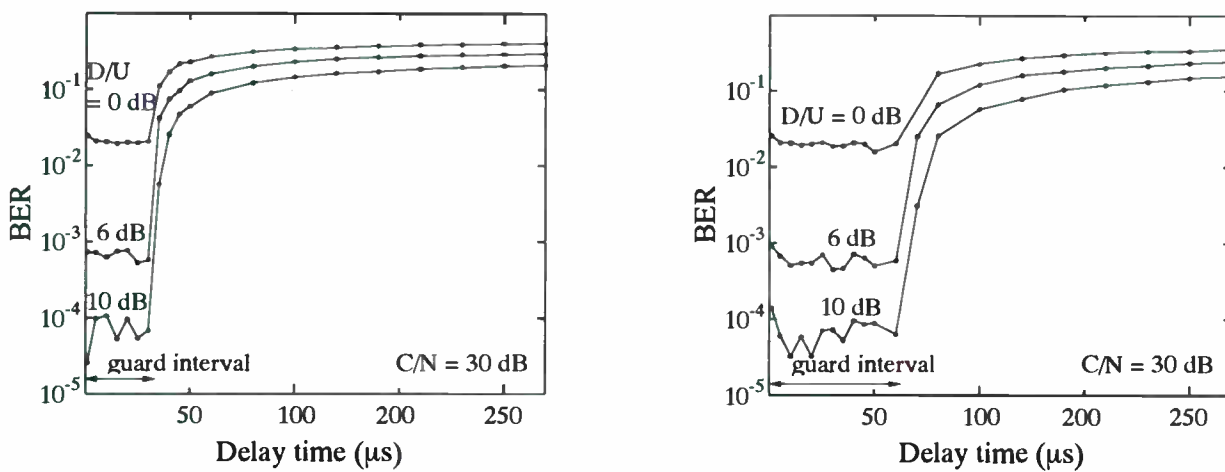 10⁻¹
10⁻²
10⁻³
10⁻⁴
10⁻⁵
BER
D/U
= 0 dB
6 dB
10 dB
guard interval
C/N = 30 dB
50
100
200
250
Delay time (μs)
10⁻¹
10⁻²
10⁻³
10⁻⁴
10⁻⁵
BER
D/U = 0 dB
6 dB
10 dB
guard interval
C/N = 30 dB
50
100
200
250
Delay time (μs)